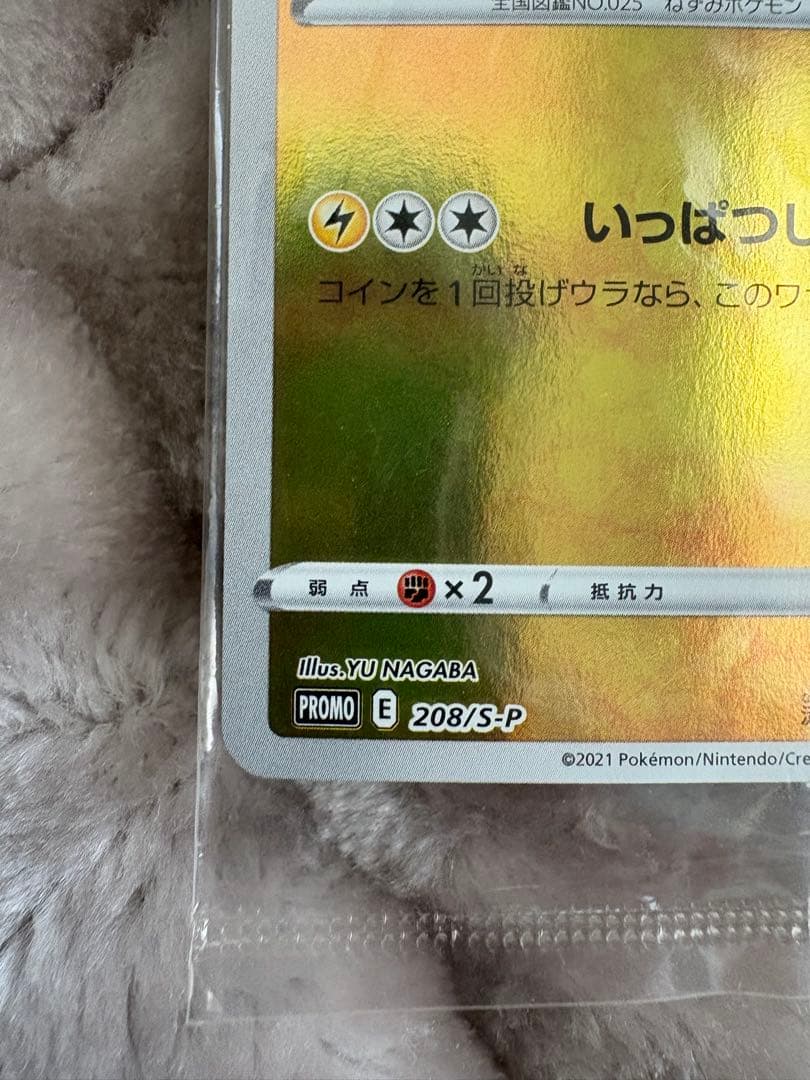 全国図鑑NO.025 ねずみポケモン
いっぱつ
かい な
コインを1回投げウラなら、このワ
弱点 ×2 抵抗力
Illus.YU NAGABA
PROMO E 208/S-P
©2021 Pokémon/Nintendo/Cre